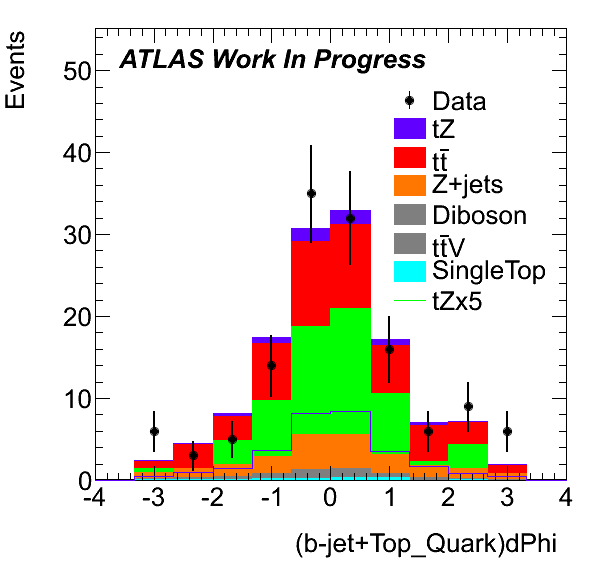 Events
ATLAS Work In Progress
50
40
30
20
10
0
Data
tZ
tt̄
Z+jets
Diboson
tt̄V
SingleTop
tZx5
-4 -3 -2 -1 0 1 2 3 4
(b-jet+Top_Quark)dPhi